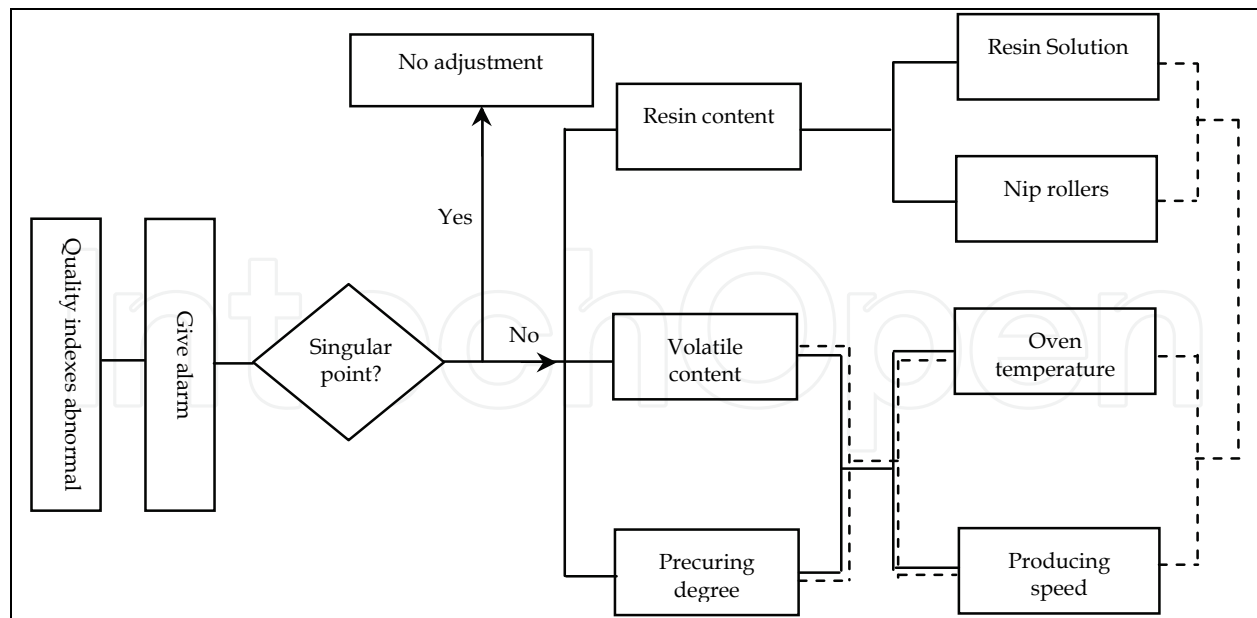 No adjustment
Resin Solution
Resin content
Nip rollers
Yes
Quality indexes abnormal
Give alarm
Singular
point?
No
Volatile
content
Oven
temperature
Precuring
degree
Producing
speed
IntechOpen